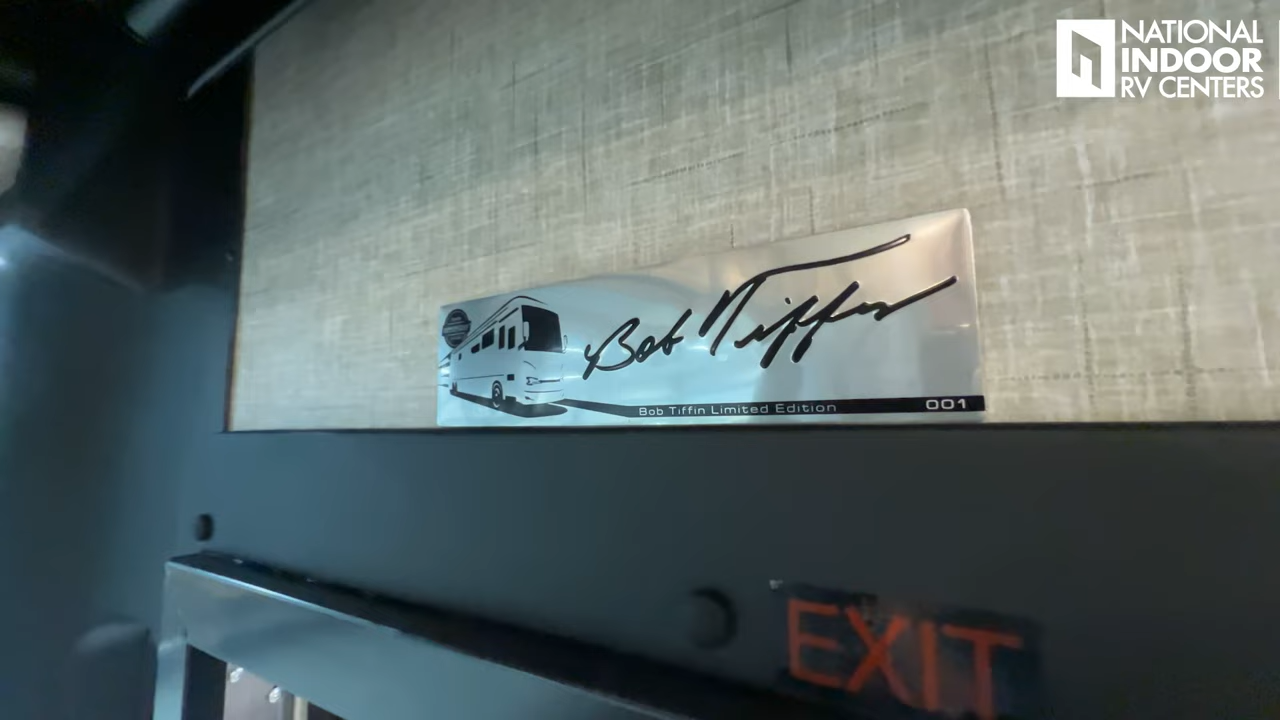 NATIONAL
INDOOR
RV CENTERS
Bob Tiffin
Bob Tiffin Limited Edition 001
EXIT